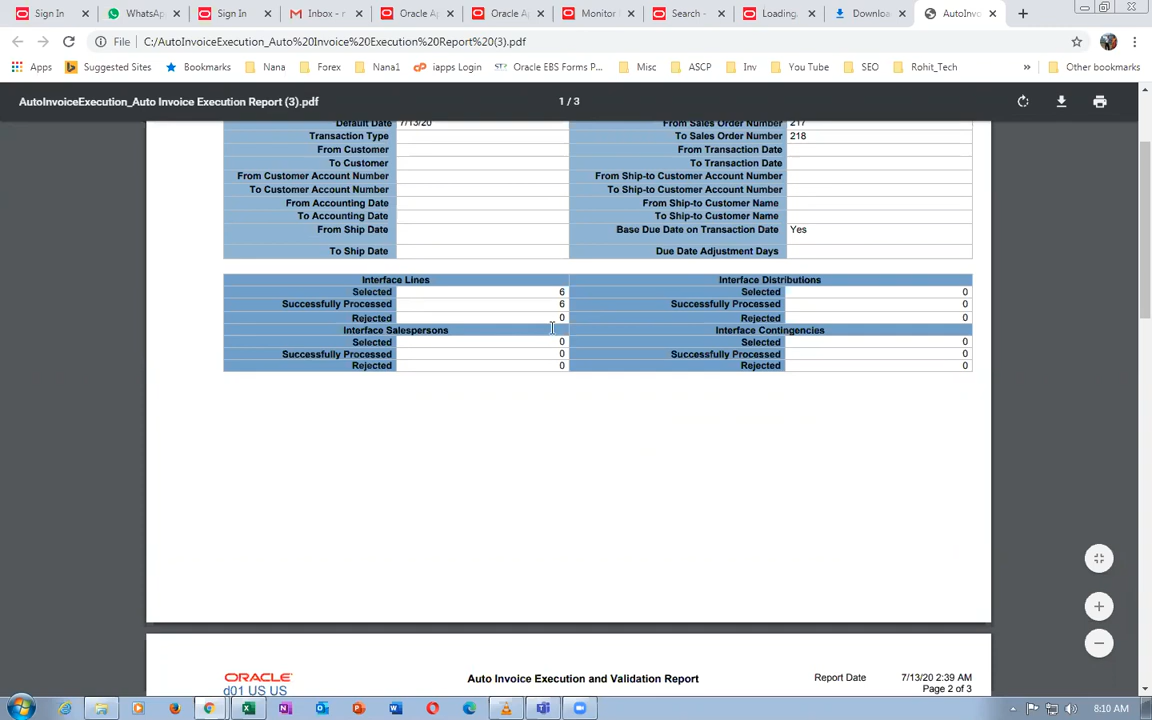 Sign In
WhatsA
Sign In
Inbox - r
Oracle A
Oracle A
Monitor
Search -
Loading.
Downloa
AutoInvo
File
C:/AutoInvoiceExecution_Auto%20Invoice%20Execution%20Report%20(3).pdf
Apps
Suggested Sites
Bookmarks
Nana
Forex
Nana1
iapps Login
Oracle EBS Forms P...
Misc
ASCP
Inv
You Tube
SEO
Rohit_Tech
»
Other bookmarks
AutoInvoiceExecution_Auto Invoice Execution Report (3).pdf
1 / 3
Default Date 7/13/20 From Sales Order Number 217
Transaction Type To Sales Order Number 218
From Customer From Transaction Date
To Customer To Transaction Date
From Customer Account Number From Ship-to Customer Account Number
To Customer Account Number To Ship-to Customer Account Number
From Accounting Date From Ship-to Customer Name
To Accounting Date To Ship-to Customer Name
From Ship Date Base Due Date on Transaction Date Yes
To Ship Date Due Date Adjustment Days
Interface Lines Interface Distributions
Selected 6 Selected 0
Successfully Processed 6 Successfully Processed 0
Rejected 0 Rejected 0
Interface Salespersons Interface Contingencies
Selected 0 Selected 0
Successfully Processed 0 Successfully Processed 0
Rejected 0 Rejected 0
ORACLE
d01 US US
Auto Invoice Execution and Validation Report
Report Date 7/13/20 2:39 AM
Page 2 of 3
8:10 AM